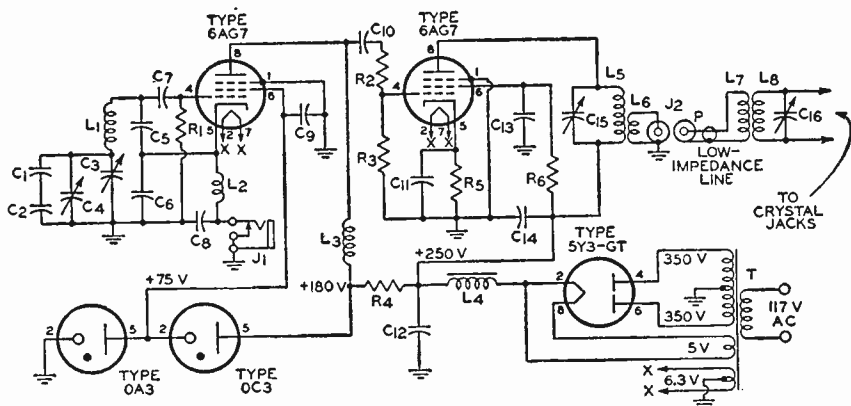 TYPE
6AG7
8
C10
TYPE
6AG7
8
C7
4
1
6
5
2
7
X X
R1
C9
L1
C5
C3
C1
C4
C2
C6
L2
C8
J1
R2
4
1
6
5
2
7
X X
R3
C11
R5
C13
R6
C14
C15
L5
L6
J2
P
L7
L8
C16
LOW-
IMPEDANCE
LINE
TO
CRYSTAL
JACKS
L3
+75 V
+180V
R4
+250 V
C12
L4
TYPE
5Y3-GT
2
8
4
6
350 V
350 V
5 V
6.3 V
X
X
T
117 V
AC
2
5
TYPE
OA3
2
5
TYPE
OC3